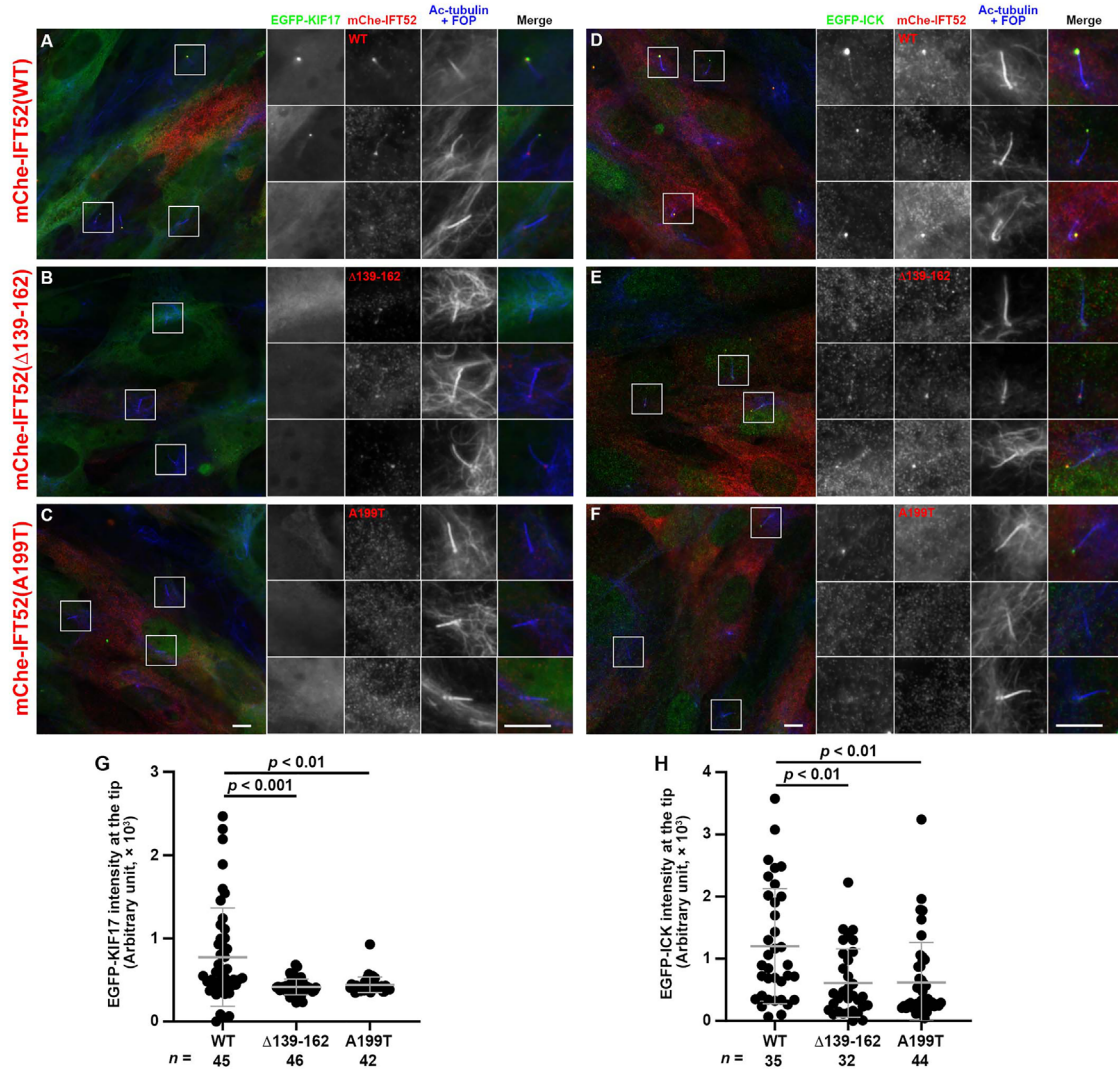 EGFP-KIF17 mChe-IFT52 Ac-tubulin + FOP Merge
EGFP-ICK mChe-IFT52 Ac-tubulin + FOP Merge
mChe-IFT52(WT)
A
WT
D
WT
mChe-IFT52(Δ139-162)
B
Δ139-162
E
Δ139-162
mChe-IFT52(A199T)
C
A199T
F
A199T
G
EGFP-KIF17 intensity at the tip
(Arbitrary unit, × 10³)
3
2
1
0
p < 0.01
p < 0.001
WT Δ139-162 A199T
n = 45 46 42
H
EGFP-ICK intensity at the tip
(Arbitrary unit, × 10³)
4
3
2
1
0
p < 0.01
p < 0.01
WT Δ139-162 A199T
n = 35 32 44